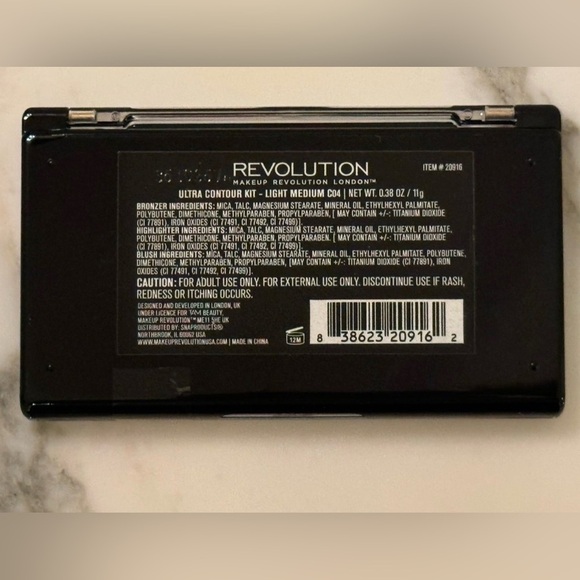 REVOLUTION
MAKEUP REVOLUTION LONDON™
ITEM # 20916
ULTRA CONTOUR KIT – LIGHT MEDIUM C04 | NET WT. 0.38 OZ / 11g
BRONZER INGREDIENTS: MICA, TALC, MAGNESIUM STEARATE, MINERAL OIL, ETHYLHEXYL PALMITATE,
POLYBUTENE, DIMETHICONE, METHYLPARABEN, PROPYLPARABEN, [ MAY CONTAIN +/-: TITANIUM DIOXIDE
(CI 77891), IRON OXIDES (CI 77491, CI 77492, CI 77499)].
HIGHLIGHTER INGREDIENTS: MICA, TALC, MAGNESIUM STEARATE, MINERAL OIL, ETHYLHEXYL PALMITATE,
POLYBUTENE, DIMETHICONE, METHYLPARABEN, PROPYLPARABEN, [ MAY CONTAIN +/-: TITANIUM DIOXIDE
(CI 77891), IRON OXIDES (CI 77491, CI 77492, CI 77499)].
BLUSH INGREDIENTS: MICA, TALC, MAGNESIUM STEARATE, MINERAL OIL, ETHYLHEXYL PALMITATE, POLYBUTENE,
DIMETHICONE, METHYLPARABEN, PROPYLPARABEN, [MAY CONTAIN +/-: TITANIUM DIOXIDE (CI 77891), IRON
OXIDES (CI 77491, CI 77492, CI 77499)].
CAUTION: FOR ADULT USE ONLY. FOR EXTERNAL USE ONLY. DISCONTINUE USE IF RASH,
REDNESS OR ITCHING OCCURS.
DESIGNED AND DEVELOPED IN LONDON, UK
UNDER LICENCE FOR TAM BEAUTY,
MAKEUP REVOLUTION™ ME11 5HE UK
DISTRIBUTED BY: SNAPRODUCTS®
NORTHBROOK, IL 60062 USA
WWW.MAKEUPREVOLUTIONUSA.COM | MADE IN CHINA
12M
8 38623 20916 2